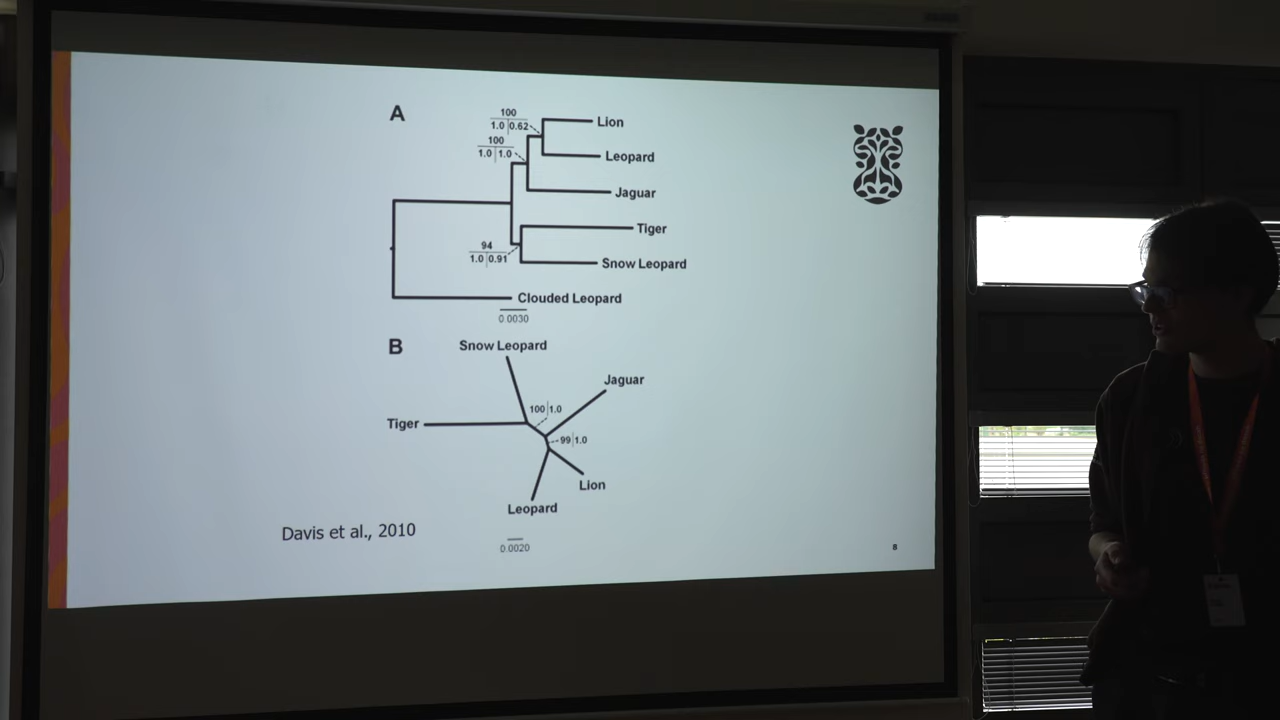 A
100
1.0|0.62
Lion
100
1.0|1.0
Leopard
Jaguar
Tiger
94
1.0|0.91
Snow Leopard
Clouded Leopard
0.0030
B
Snow Leopard
Jaguar
100|1.0
Tiger
99|1.0
Lion
Leopard
Davis et al., 2010
0.0020
8